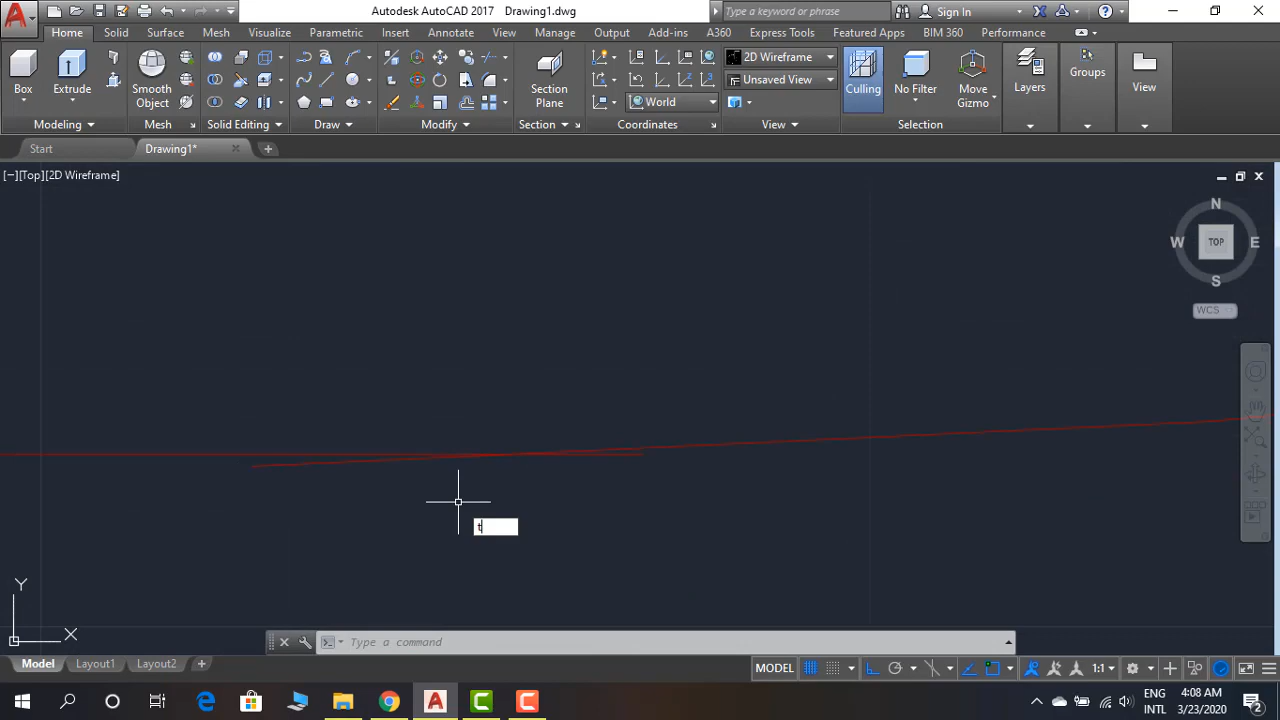 Autodesk AutoCAD 2017 Drawing1.dwg
Type a keyword or phrase
Sign In
Home Solid Surface Mesh Visualize Parametric Insert Annotate View Manage Output Add-ins A360 Express Tools Featured Apps BIM 360 Performance
Box
Extrude
Smooth
Object
Section
Plane
2D Wireframe
Unsaved View
World
Culling
No Filter
Move
Gizmo
Layers
Groups
View
Modeling
Mesh
Solid Editing
Draw
Modify
Section
Coordinates
View
Selection
Start
Drawing1*
[−][Top][2D Wireframe]
N
W
TOP
E
S
WCS
t
Y
X
Type a command
Model Layout1 Layout2
MODEL
1:1
ENG
INTL
4:08 AM
3/23/2020
2